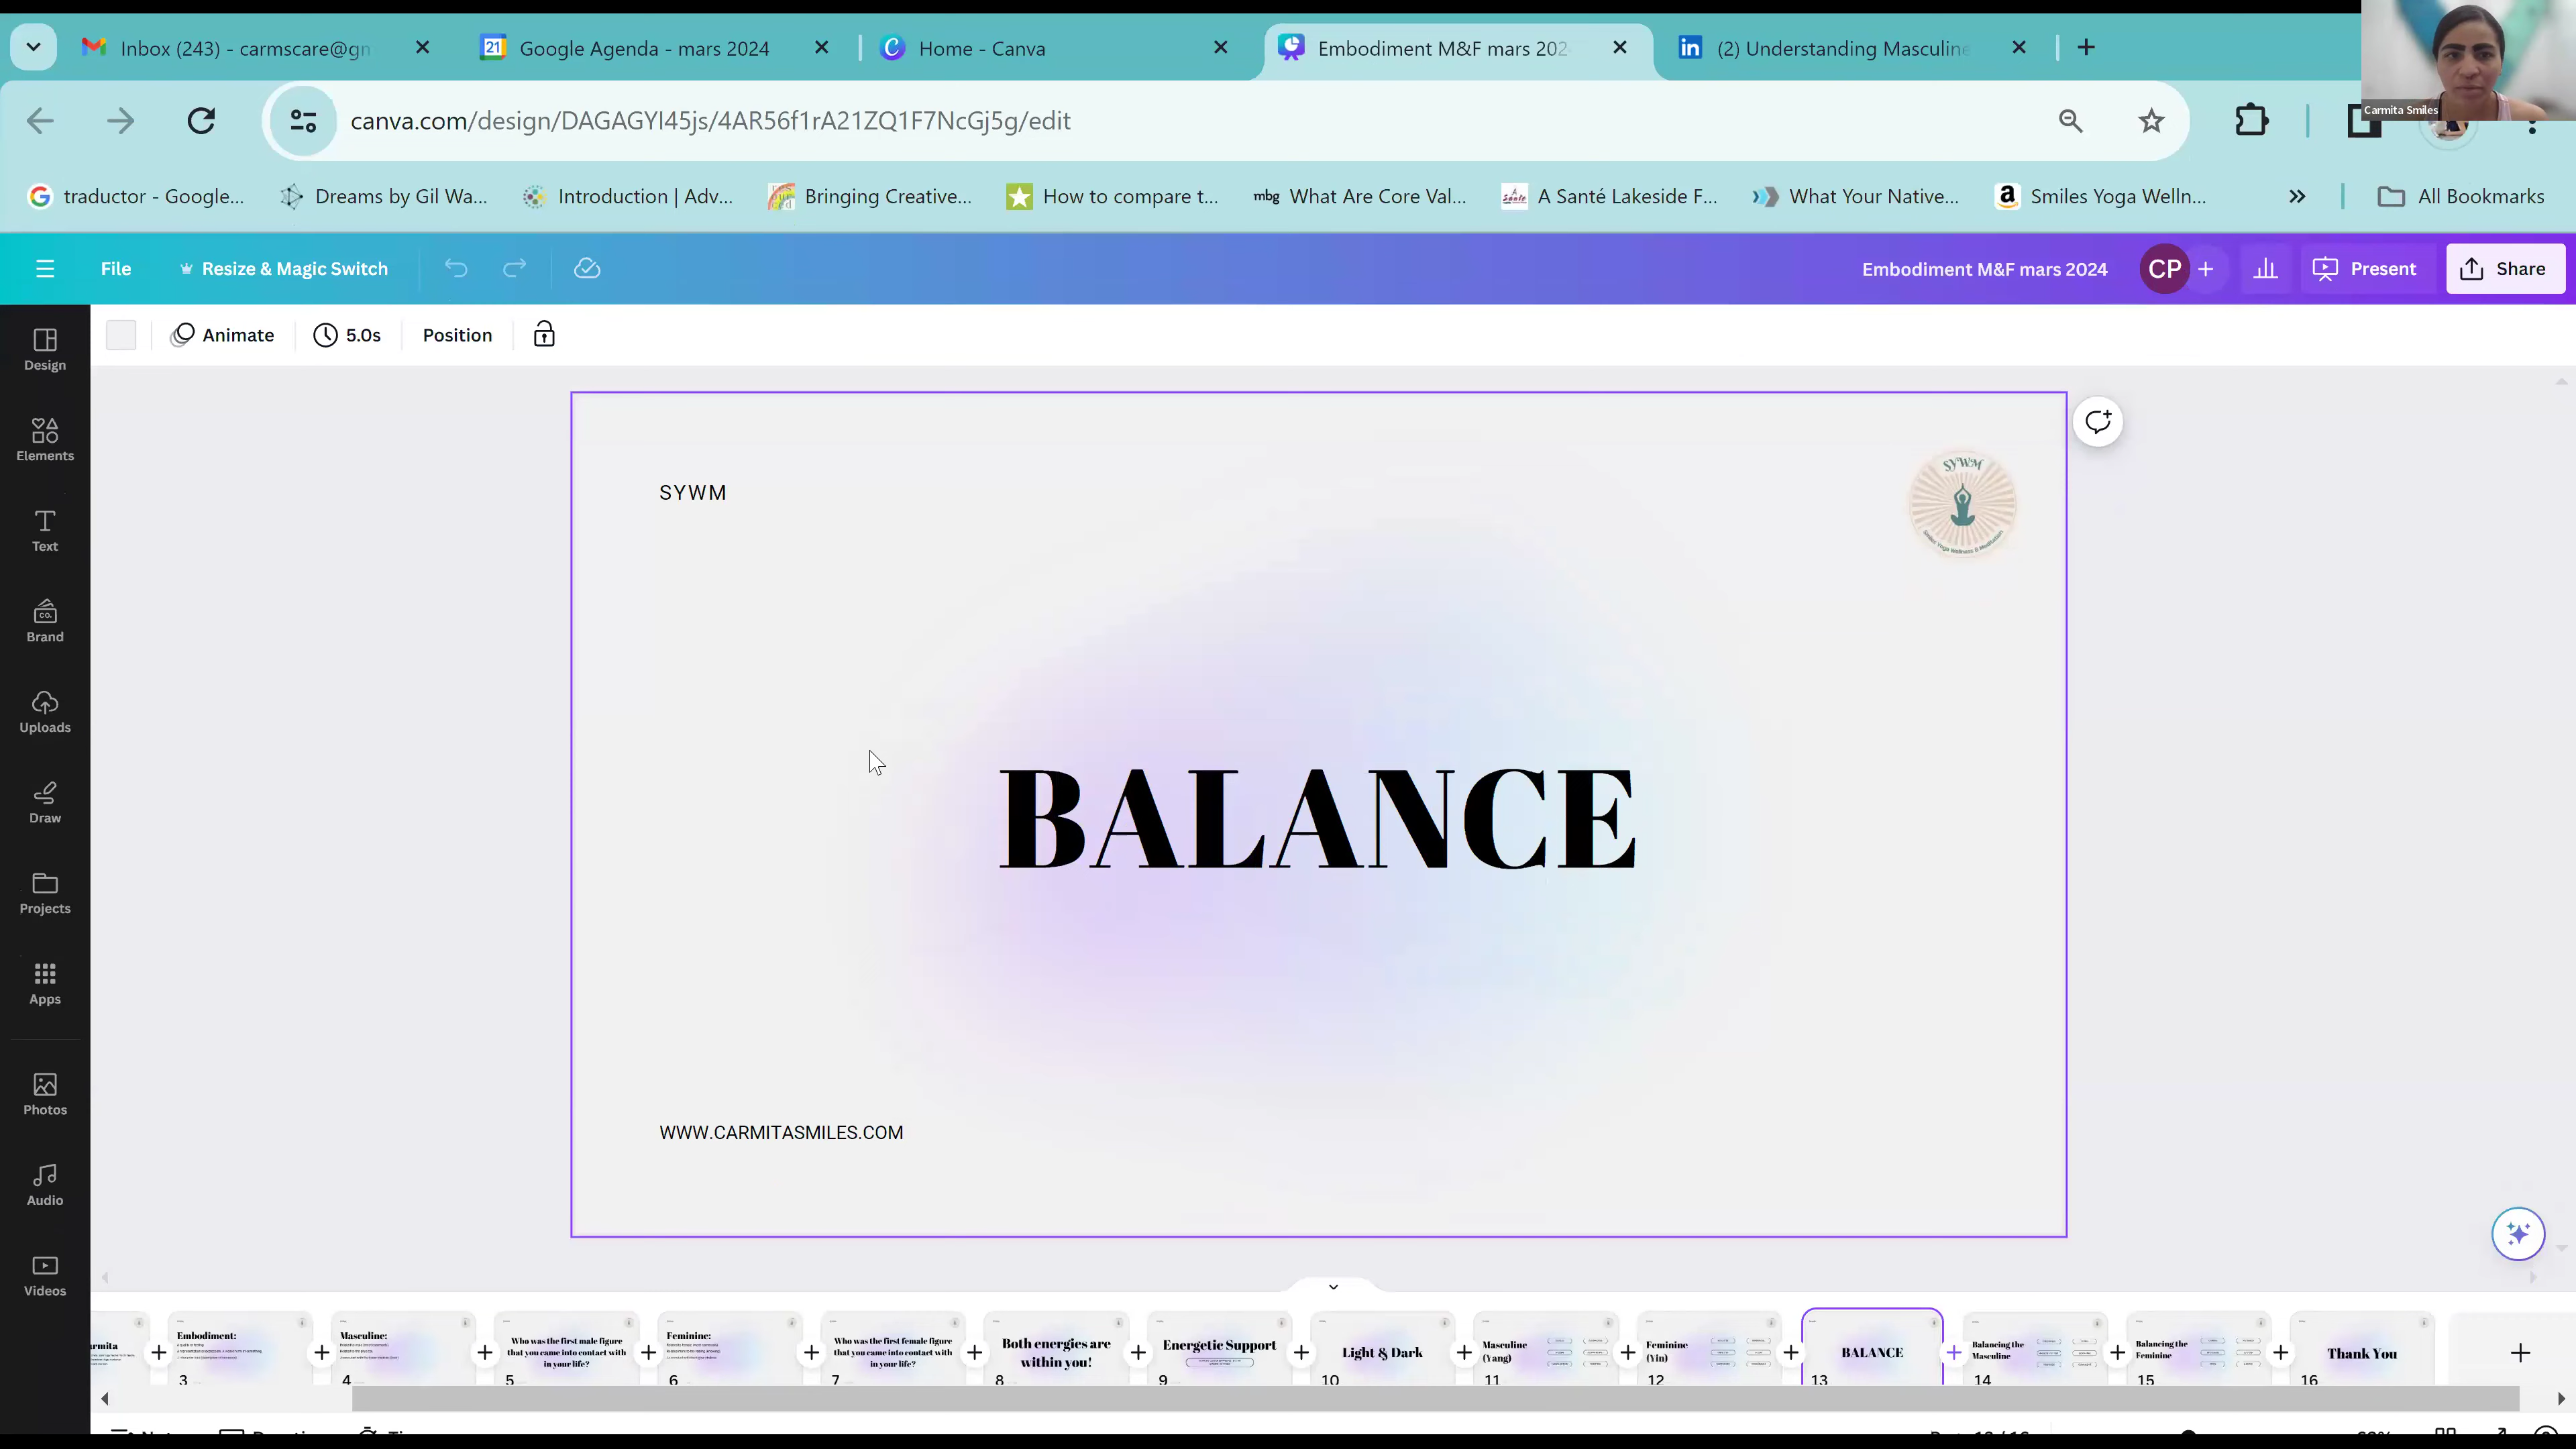 Inbox (243) - carmscare@gn
Google Agenda - mars 2024
Home - Canva
Embodiment M&F mars 202
(2) Understanding Masculine
Carmita Smiles
canva.com/design/DAGAGYI45js/4AR56f1rA21ZQ1F7NcGj5g/edit
traductor - Google...
Dreams by Gil Wa...
Introduction | Adv...
Bringing Creative...
How to compare t...
mbg What Are Core Val...
A Santé Lakeside F...
What Your Native...
Smiles Yoga Welln...
All Bookmarks
File
Resize & Magic Switch
Embodiment M&F mars 2024
CP
Present
Share
Animate
5.0s
Position
Design
Elements
Text
Brand
Uploads
Draw
Projects
Apps
Photos
Audio
Videos
SYWM
SYWM
Smiles Yoga Wellness & Meditation
BALANCE
WWW.CARMITASMILES.COM
Embodiment:
3
Masculine:
4
Who was the first male figure
that you came into contact with
in your life?
5
Feminine:
6
Who was the first female figure
that you came into contact with
in your life?
7
Both energies are
within you!
8
Energetic Support
9
Light & Dark
10
Masculine
(Yang)
11
Feminine
(Yin)
12
BALANCE
13
Balancing the
Masculine
14
Balancing the
Feminine
15
Thank You
16